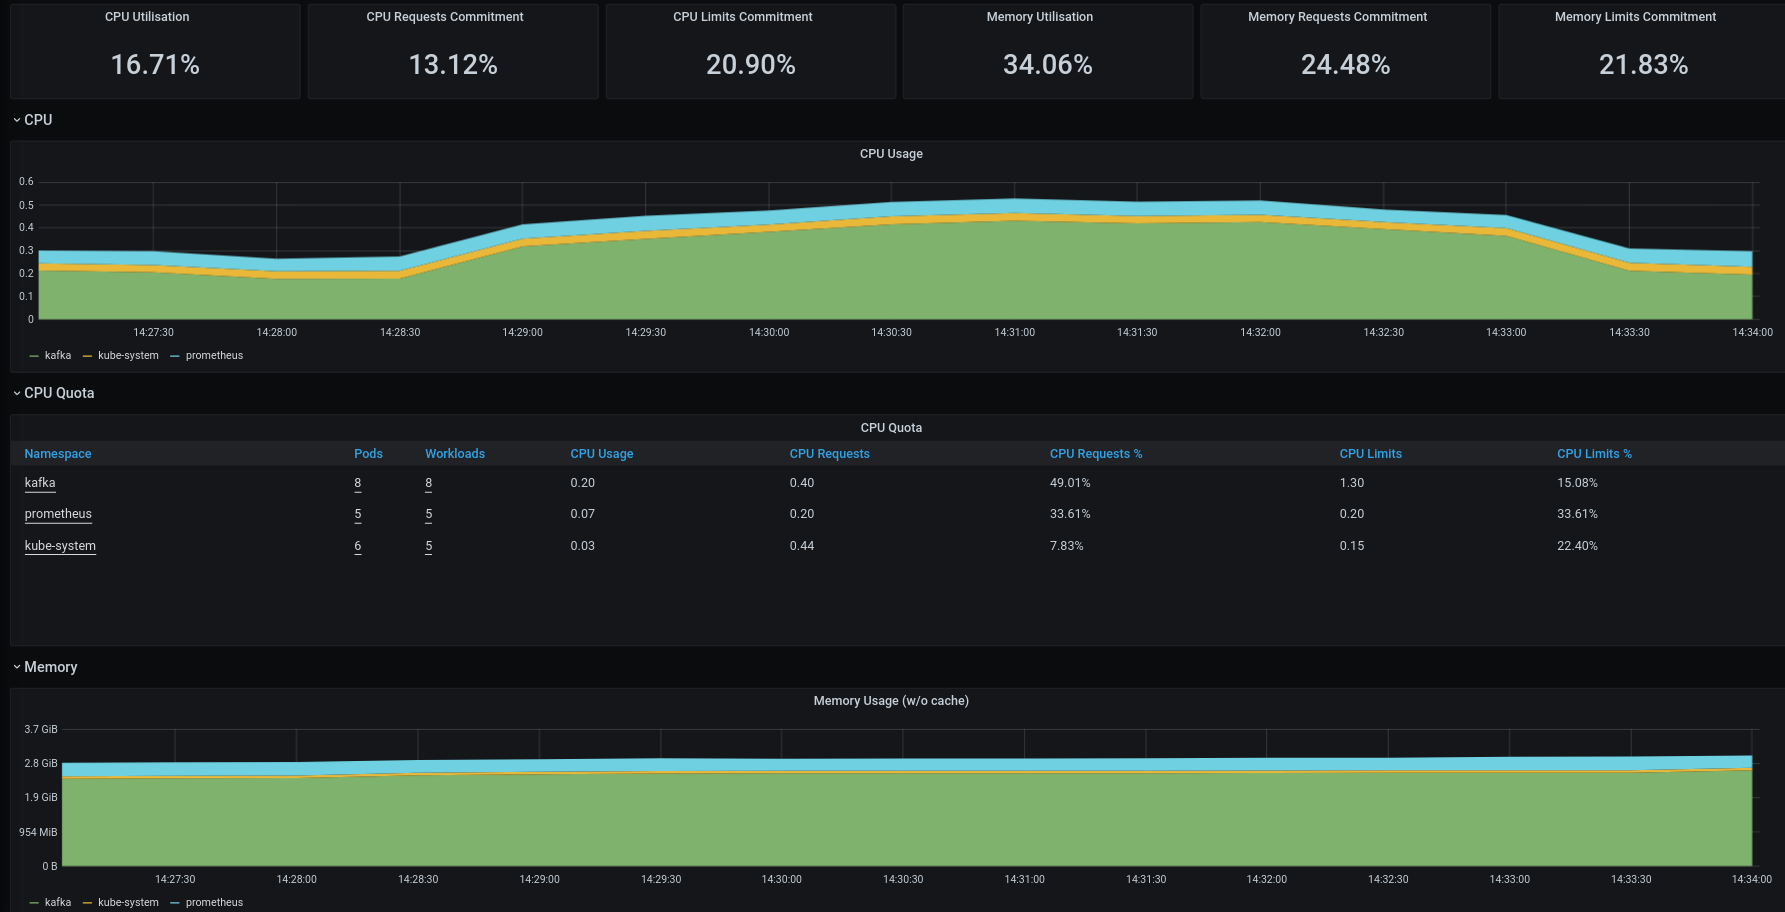 CPU Utilisation CPU Requests Commitment CPU Limits Commitment Memory Utilisation Memory Requests Commitment Memory Limits Commitment
16.71% 13.12% 20.90% 34.06% 24.48% 21.83%
CPU
CPU Usage
0.6
0.5
0.4
0.3
0.2
0.1
0
14:27:30 14:28:00 14:28:30 14:29:00 14:29:30 14:30:00 14:30:30 14:31:00 14:31:30 14:32:00 14:32:30 14:33:00 14:33:30 14:34:00
kafka kube-system prometheus
CPU Quota
CPU Quota
Namespace Pods Workloads CPU Usage CPU Requests CPU Requests % CPU Limits CPU Limits %
kafka 8 8 0.20 0.40 49.01% 1.30 15.08%
prometheus 5 5 0.07 0.20 33.61% 0.20 33.61%
kube-system 6 5 0.03 0.44 7.83% 0.15 22.40%
Memory
Memory Usage (w/o cache)
3.7 GiB
2.8 GiB
1.9 GiB
954 MiB
0 B
14:27:30 14:28:00 14:28:30 14:29:00 14:29:30 14:30:00 14:30:30 14:31:00 14:31:30 14:32:00 14:32:30 14:33:00 14:33:30 14:34:00
kafka kube-system prometheus